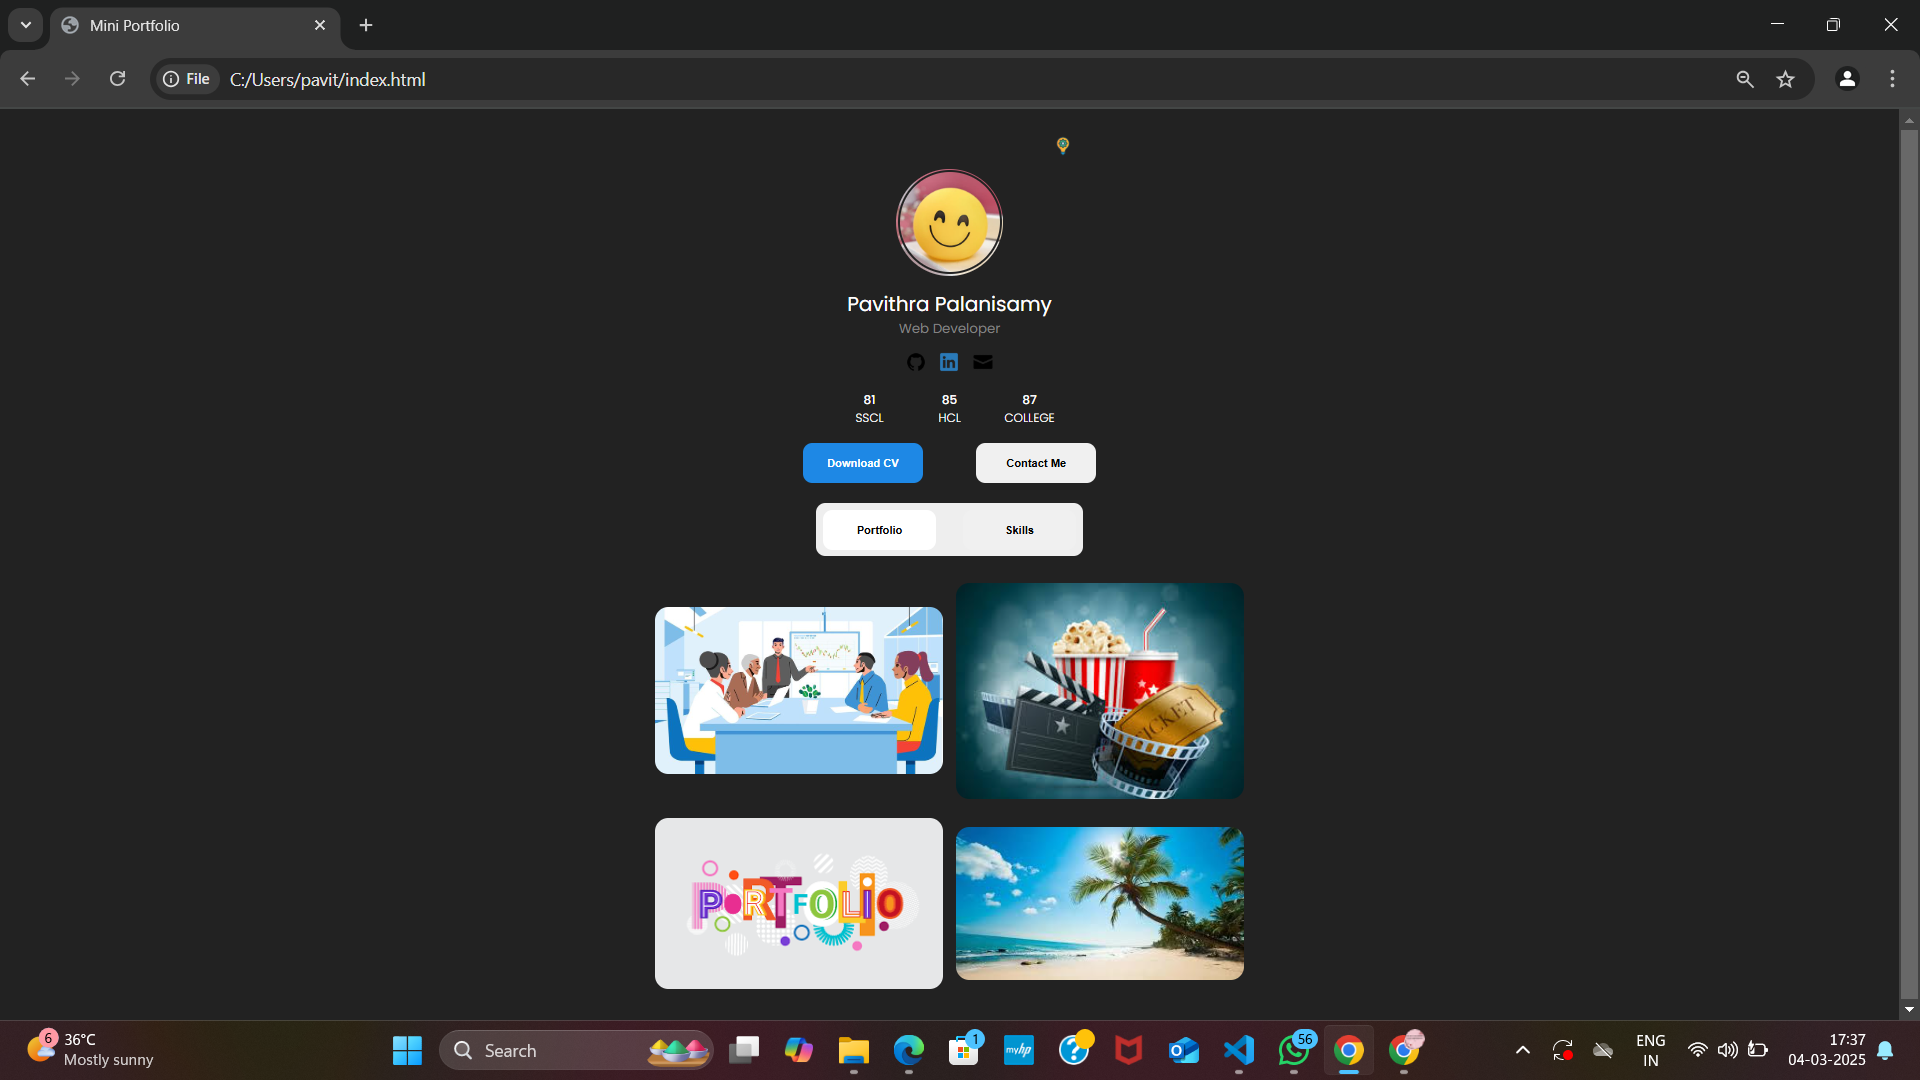 Mini Portfolio
File
C:/Users/pavit/index.html
Pavithra Palanisamy
Web Developer
in
81 85 87
SSCL HCL COLLEGE
Download CV Contact Me
Portfolio Skills
TICKET
PORTFOLIO
6
36°C
Mostly sunny
Search
1
myhp
56
ENG
IN
17:37
04-03-2025